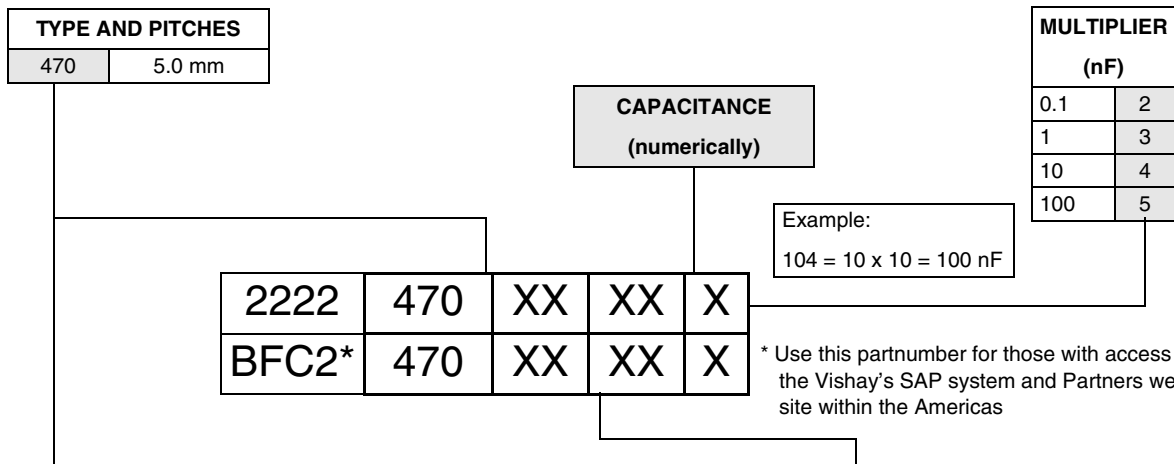 TYPE AND PITCHES
470 5.0 mm
MULTIPLIER
(nF)
0.1 2
1 3
10 4
100 5
CAPACITANCE
(numerically)
Example:
104 = 10 x 10 = 100 nF
2222 470 XX XX X
BFC2* 470 XX XX X
* Use this partnumber for those with access
the Vishay's SAP system and Partners we
site within the Americas